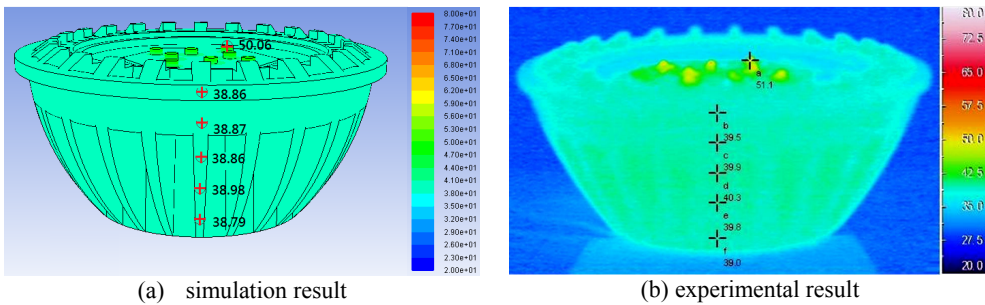 50.06
38.86
38.87
38.86
38.98
38.79
8.00e+01
7.70e+01
7.40e+01
7.10e+01
6.80e+01
6.50e+01
6.20e+01
5.90e+01
5.60e+01
5.30e+01
5.00e+01
4.70e+01
4.40e+01
4.10e+01
3.80e+01
3.50e+01
3.20e+01
2.90e+01
2.60e+01
2.30e+01
2.00e+01
(a) simulation result
a
51.1
b
39.5
c
39.9
d
40.3
e
39.8
f
39.0
80.0
72.5
65.0
57.5
50.0
42.5
35.0
27.5
20.0
(b) experimental result